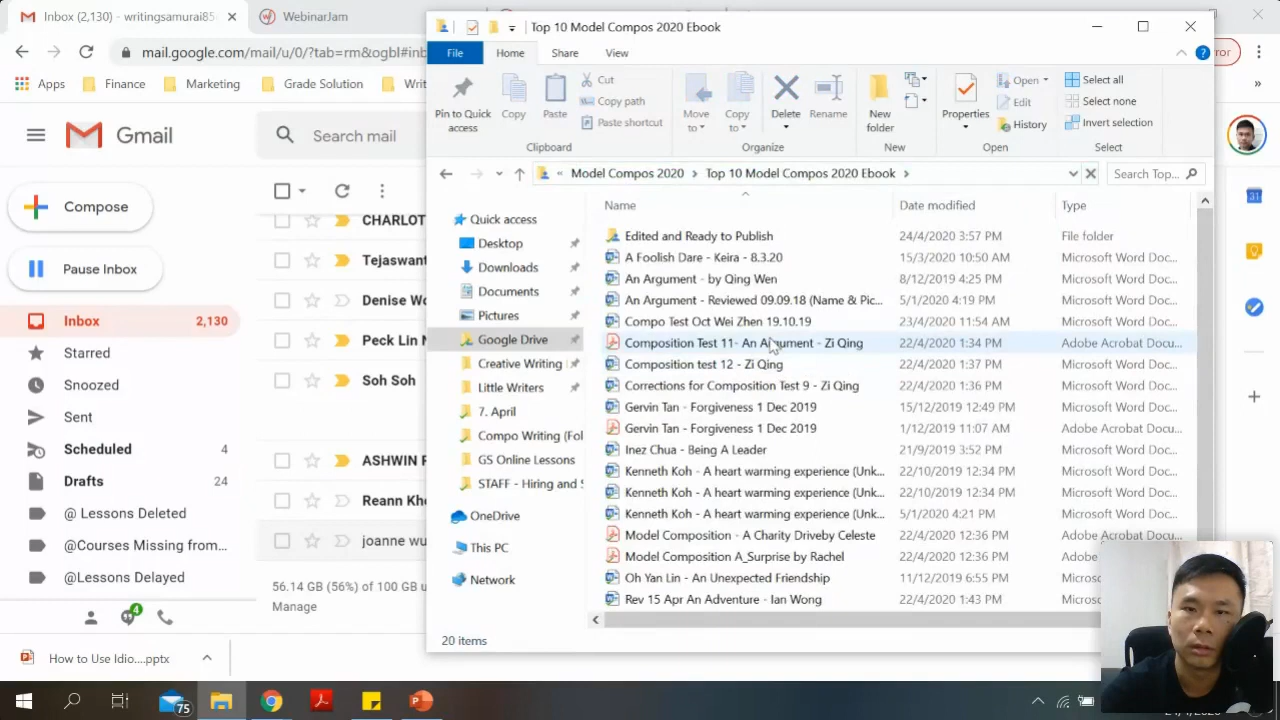 Inbox (2,130) - writingsamurai85
WebinarJam
mail.google.com/mail/u/0/?tab=rm&ogbl#inb
Apps
Finance
Marketing
Grade Solution
Writ
Top 10 Model Compos 2020 Ebook
File
Home
Share
View
Pin to Quick access
Copy
Paste
Cut
Copy path
Paste shortcut
Move to
Copy to
Delete
Rename
New folder
Properties
Open
Edit
History
Select all
Select none
Invert selection
Clipboard
Organize
New
Open
Select
Gmail
Search mail
« Model Compos 2020 > Top 10 Model Compos 2020 Ebook >
Search Top...
Compose
Pause Inbox
Inbox 2,130
Starred
Snoozed
Sent
Scheduled 4
Drafts 24
@ Lessons Deleted
@Courses Missing from...
@Lessons Delayed
4
CHARLOT
Tejaswant
Denise Wo
Peck Lin N
Soh Soh
ASHWIN R
Reann Kho
joanne wu
56.14 GB (56%) of 100 GB u
Manage
Quick access
Desktop
Downloads
Documents
Pictures
Google Drive
Creative Writing
Little Writers
7. April
Compo Writing (Fol
GS Online Lessons
STAFF - Hiring and S
OneDrive
This PC
Network
Name Date modified Type
Edited and Ready to Publish 24/4/2020 3:57 PM File folder
A Foolish Dare - Keira - 8.3.20 15/3/2020 10:50 AM Microsoft Word Doc...
An Argument - by Qing Wen 8/12/2019 4:25 PM Microsoft Word Doc...
An Argument - Reviewed 09.09.18 (Name & Pic... 5/1/2020 4:19 PM Microsoft Word Doc...
Compo Test Oct Wei Zhen 19.10.19 23/4/2020 11:54 AM Microsoft Word Doc...
Composition Test 11- An Argument - Zi Qing 22/4/2020 1:34 PM Adobe Acrobat Docu...
Composition test 12 - Zi Qing 22/4/2020 1:37 PM Microsoft Word Doc...
Corrections for Composition Test 9 - Zi Qing 22/4/2020 1:36 PM Microsoft Word Doc...
Gervin Tan - Forgiveness 1 Dec 2019 15/12/2019 12:49 PM Microsoft Word Doc...
Gervin Tan - Forgiveness 1 Dec 2019 1/12/2019 11:07 AM Adobe Acrobat Docu...
Inez Chua - Being A Leader 21/9/2019 3:52 PM Microsoft Word Doc...
Kenneth Koh - A heart warming experience (Unk... 22/10/2019 12:34 PM Microsoft Word Doc...
Kenneth Koh - A heart warming experience (Unk... 22/10/2019 12:34 PM Microsoft Word Doc...
Kenneth Koh - A heart warming experience (Unk... 5/1/2020 4:21 PM Microsoft Word Doc...
Model Composition - A Charity Driveby Celeste 22/4/2020 12:36 PM Adobe Acrobat Docu...
Model Composition A_Surprise by Rachel 22/4/2020 12:36 PM Adobe
Oh Yan Lin - An Unexpected Friendship 11/12/2019 6:55 PM Micros
Rev 15 Apr An Adventure - Ian Wong 22/4/2020 1:43 PM Micros
20 items
How to Use Idio....pptx
75